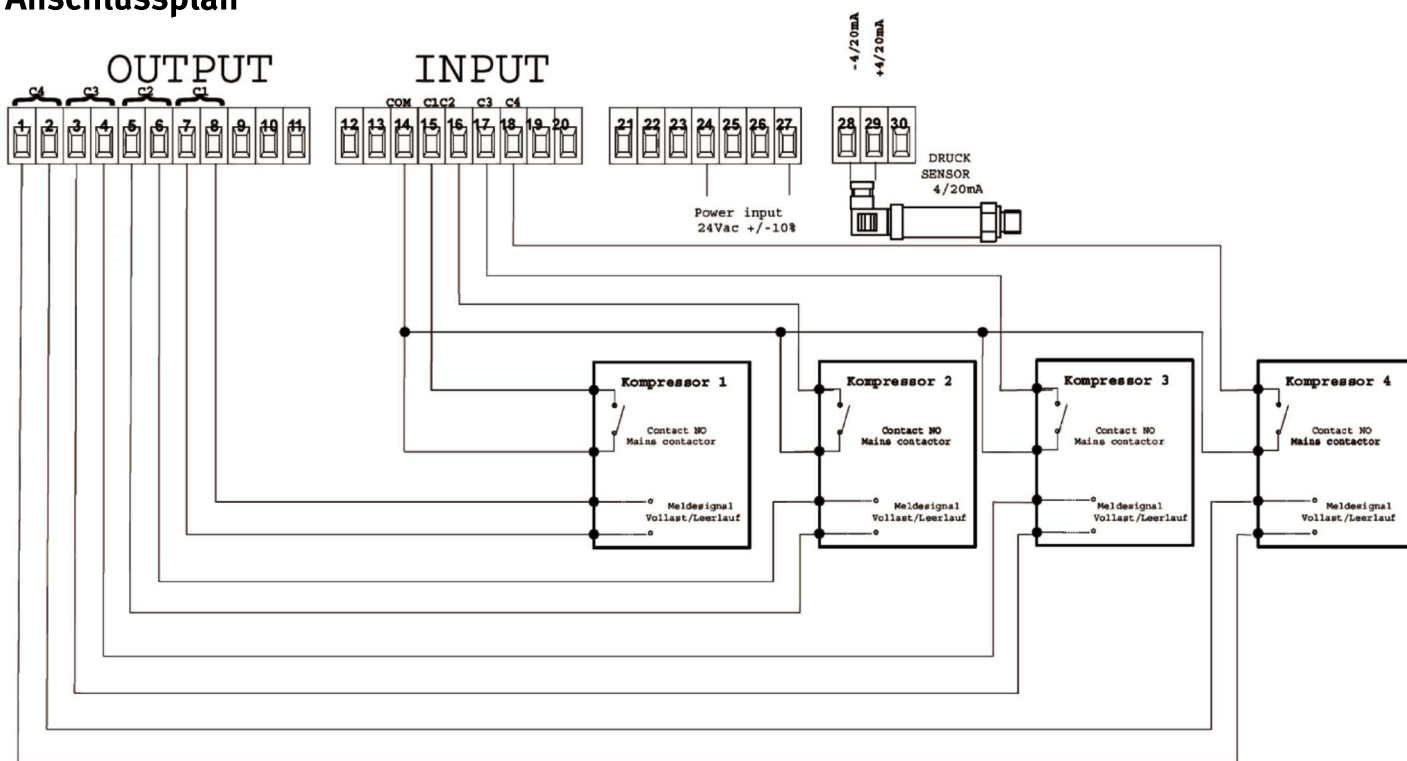 Anschlussplan
-4/20mA
+4/20mA
OUTPUT
INPUT
C4 C3 C2 C1
COM C1C2 C3 C4
1 2 3 4 5 6 7 8 9 10 11
12 13 14 15 16 17 18 19 20
21 22 23 24 25 26 27
28 29 30
DRUCK
SENSOR
4/20mA
Power input
24Vac +/-10%
Kompressor 1
Contact NO
Mains contactor
Meldesignal
Vollast/Leerlauf
Kompressor 2
Contact NO
Mains contactor
Meldesignal
Vollast/Leerlauf
Kompressor 3
Contact NO
Mains contactor
Meldesignal
Vollast/Leerlauf
Kompressor 4
Contact NO
Mains contactor
Meldesignal
Vollast/Leerlauf